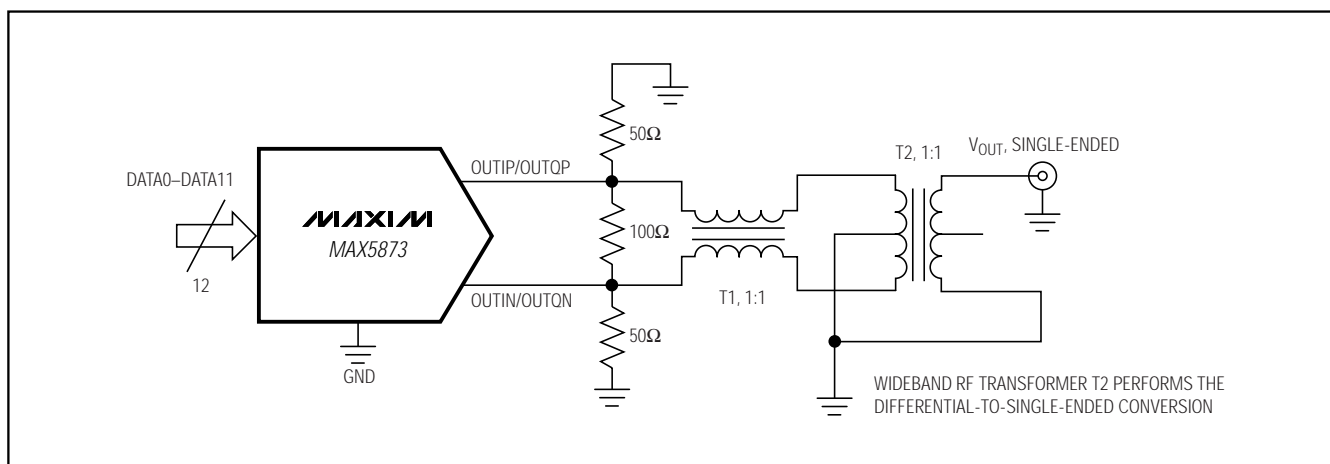 50Ω
T2, 1:1
V_OUT, SINGLE-ENDED
OUTIP/OUTQP
DATA0–DATA11
MAXIM
MAX5873
100Ω
12
OUTIN/OUTQN
T1, 1:1
50Ω
GND
WIDEBAND RF TRANSFORMER T2 PERFORMS THE
DIFFERENTIAL-TO-SINGLE-ENDED CONVERSION